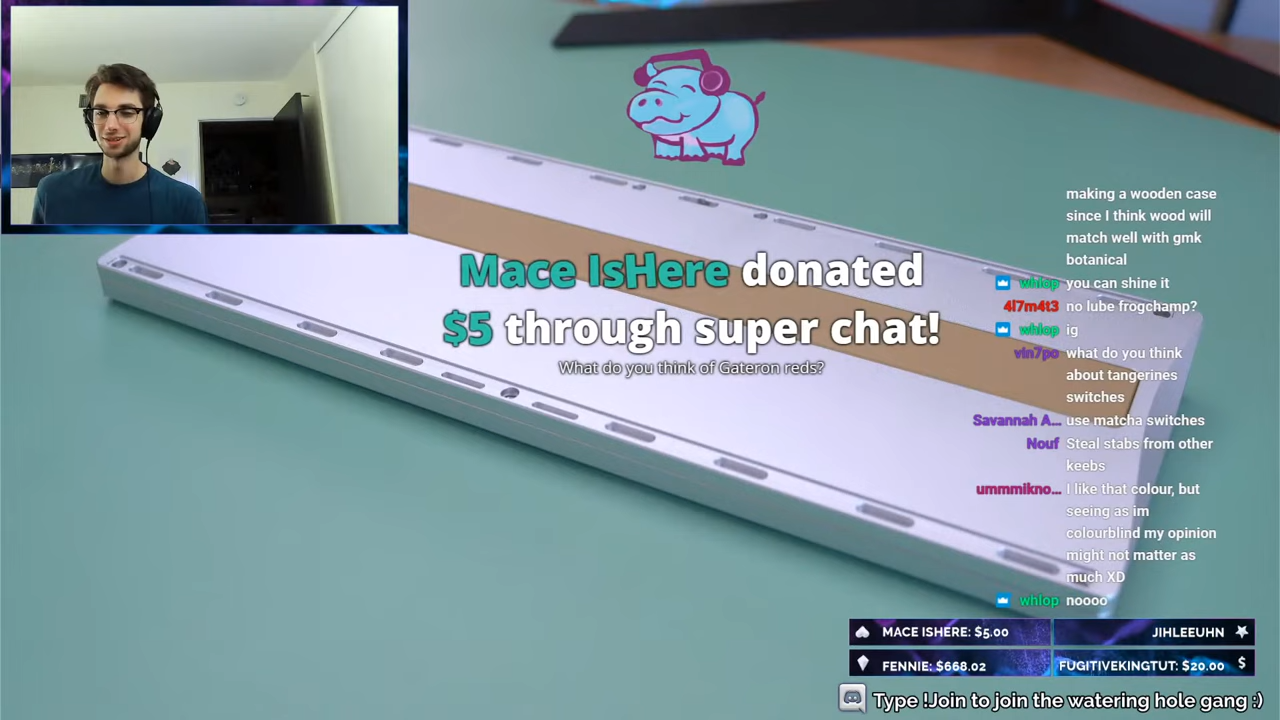 Mace IsHere donated
$5 through super chat!
What do you think of Gateron reds?
making a wooden case
since I think wood will
match well with gmk
botanical
whlop you can shine it
4l7m4t3 no lube frogchamp?
whlop ig
vin7po what do you think
about tangerines
switches
Savannah A... use matcha switches
Nouf Steal stabs from other
keebs
ummmikno... I like that colour, but
seeing as im
colourblind my opinion
might not matter as
much XD
whlop noooo
MACE ISHERE: $5.00 JIHLEEUHN
FENNIE: $668.02 FUGITIVEKINGTUT: $20.00
Type !Join to join the watering hole gang :)